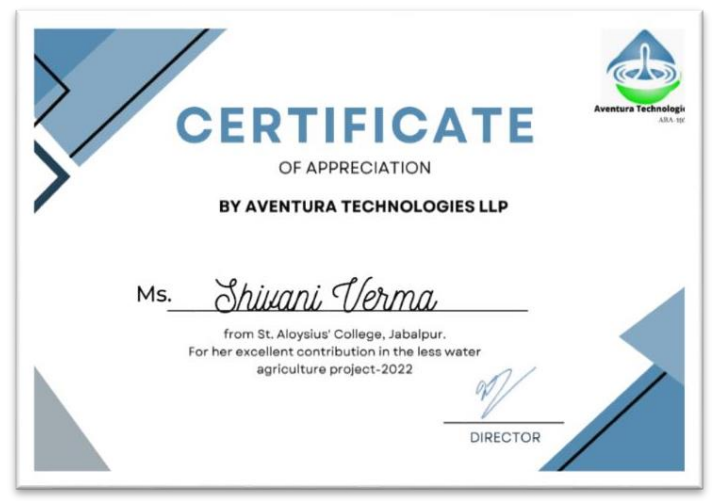 Aventura Technologi
CERTIFICATE
OF APPRECIATION
BY AVENTURA TECHNOLOGIES LLP
Ms. Shivani Verma
from St. Aloysius' College, Jabalpur.
For her excellent contribution in the less water
agriculture project-2022
DIRECTOR